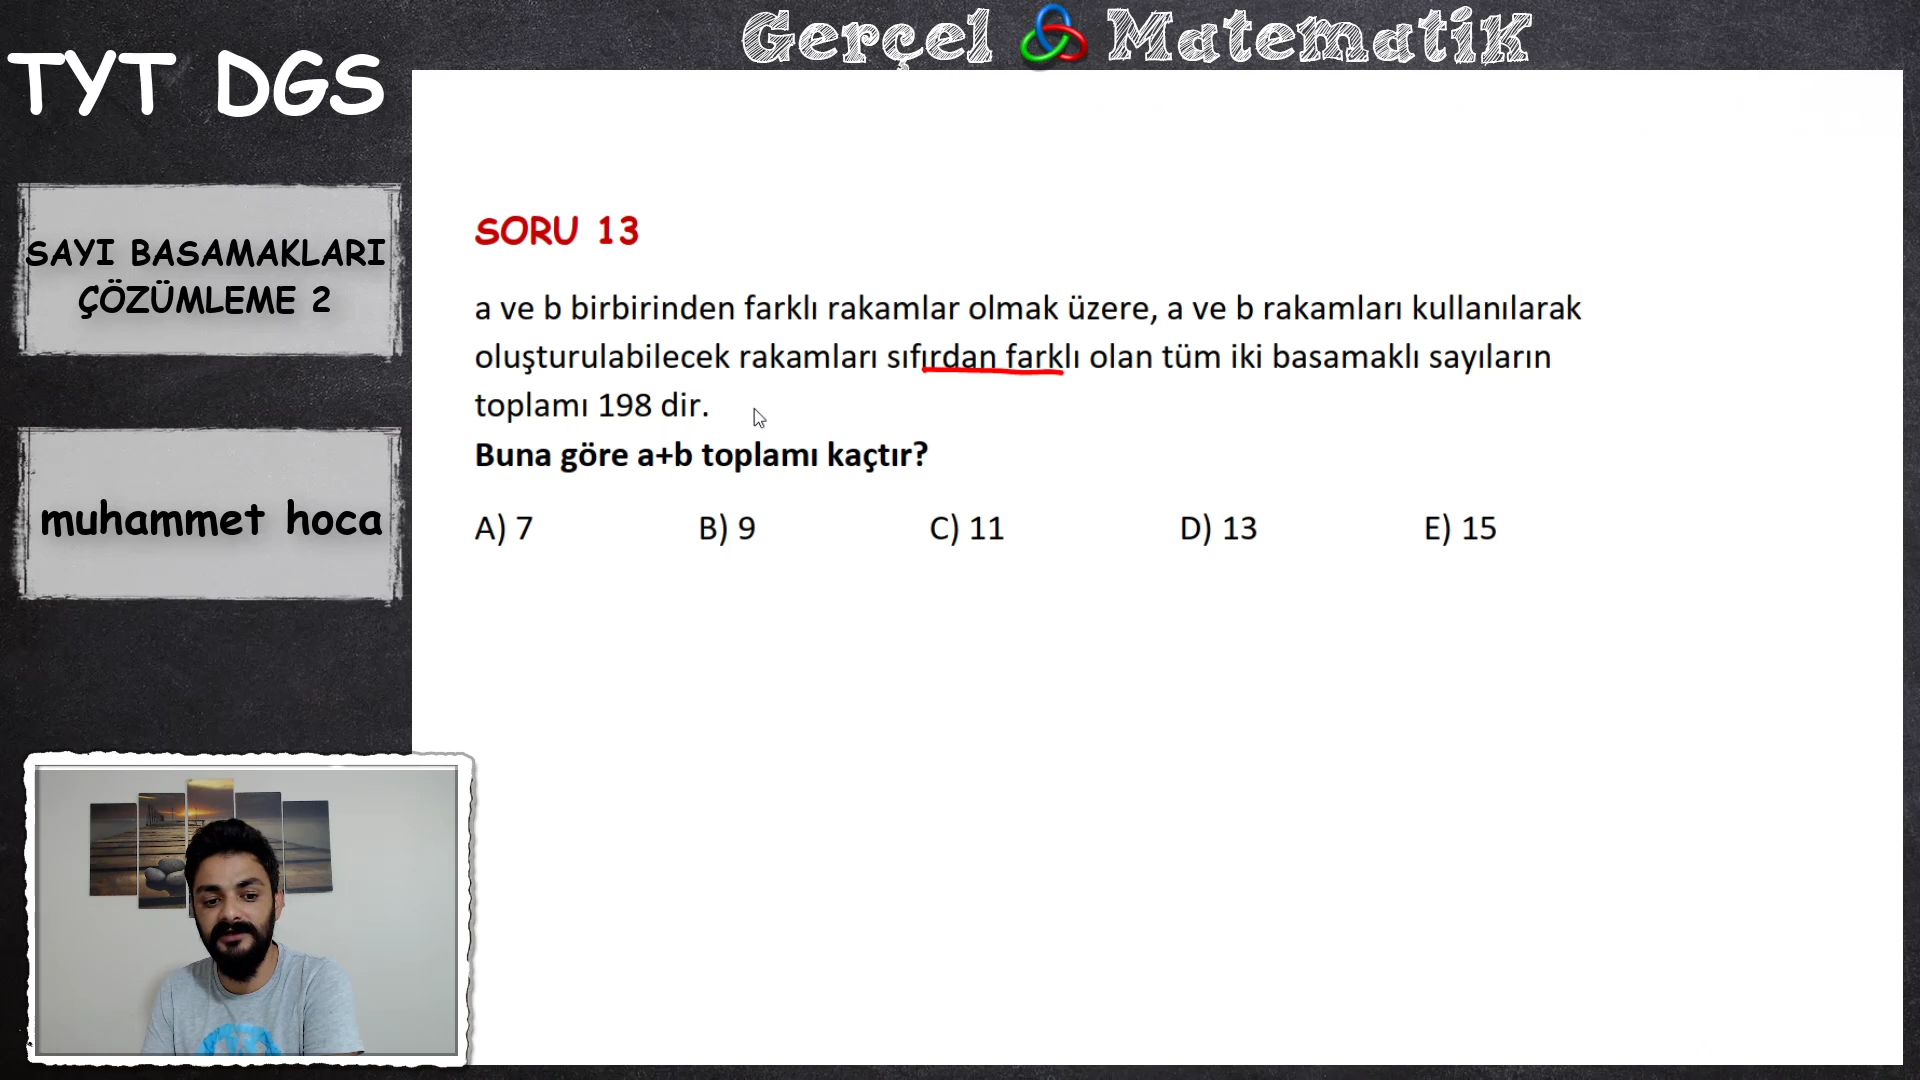 Gerçel Matematik
TYT DGS
SAYI BASAMAKLARI
ÇÖZÜMLEME 2
muhammet hoca
SORU 13
a ve b birbirinden farklı rakamlar olmak üzere, a ve b rakamları kullanılarak
oluşturulabilecek rakamları sıfırdan farklı olan tüm iki basamaklı sayıların
toplamı 198 dir.
Buna göre a+b toplamı kaçtır?
A) 7 B) 9 C) 11 D) 13 E) 15